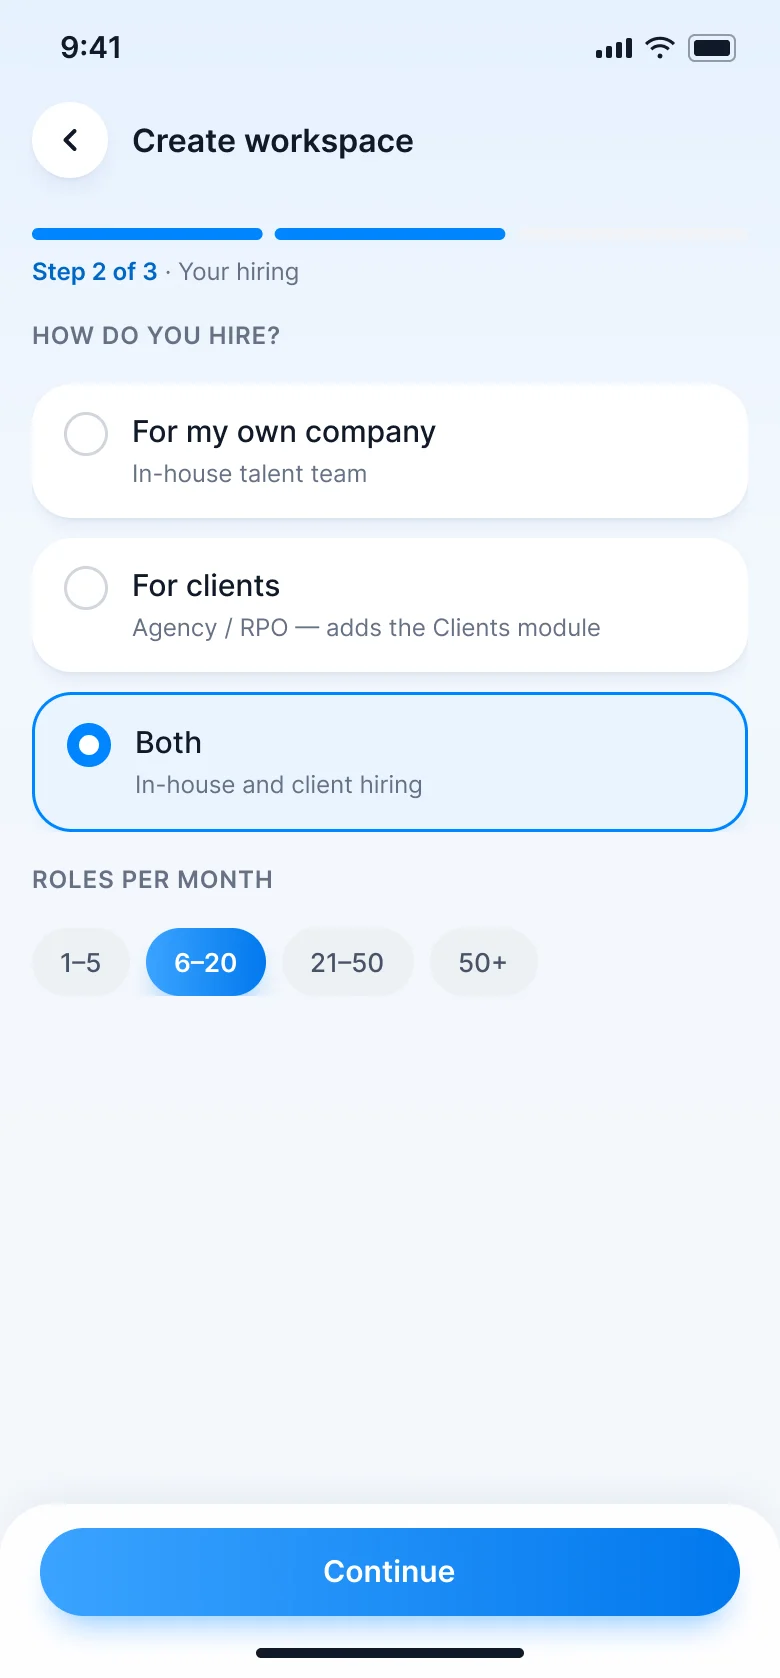 9:41
Create workspace
Step 2 of 3 · Your hiring
HOW DO YOU HIRE?
For my own company
In-house talent team
For clients
Agency / RPO — adds the Clients module
Both
In-house and client hiring
ROLES PER MONTH
1–5 6–20 21–50 50+
Continue